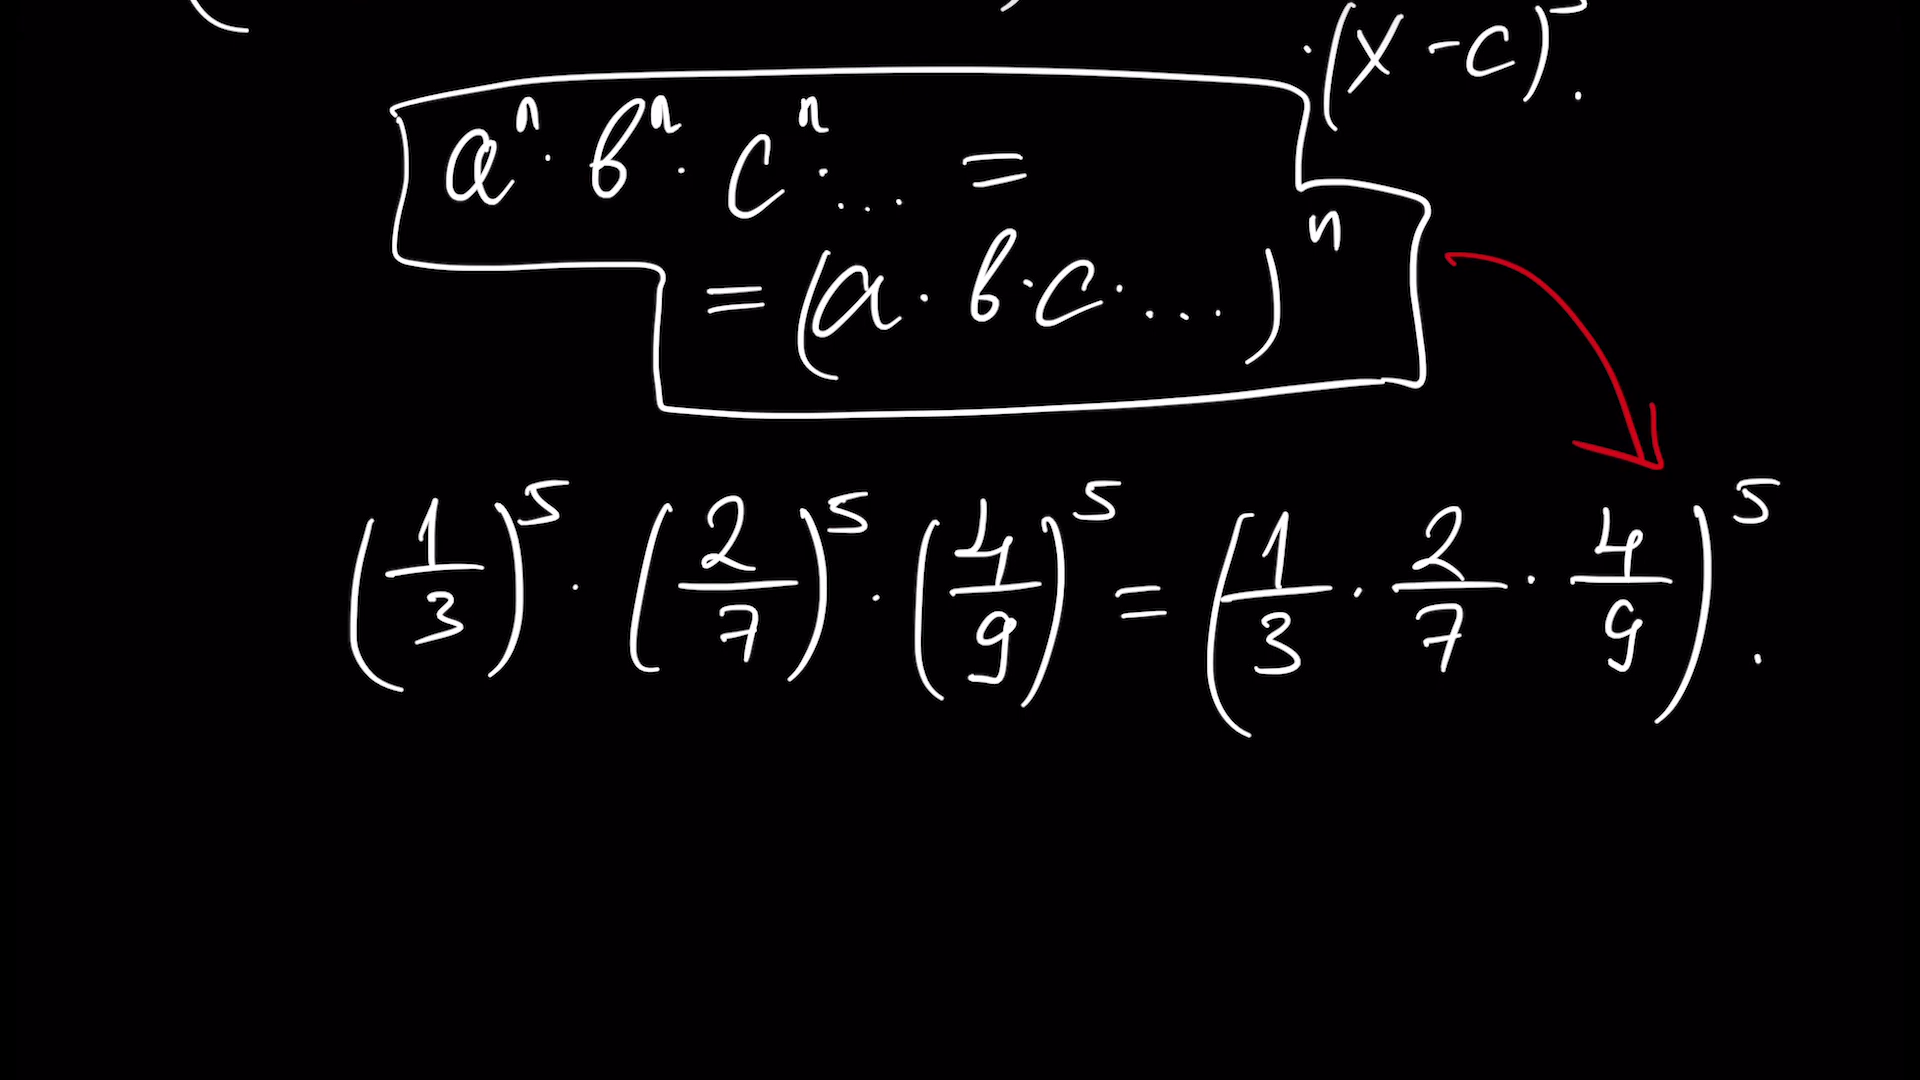 ·(x - c)⁵.
aⁿ · bⁿ · cⁿ · ... =
= (a · b · c · ...)ⁿ
(1/3)⁵ · (2/7)⁵ · (4/9)⁵ = (1/3 · 2/7 · 4/9)⁵.